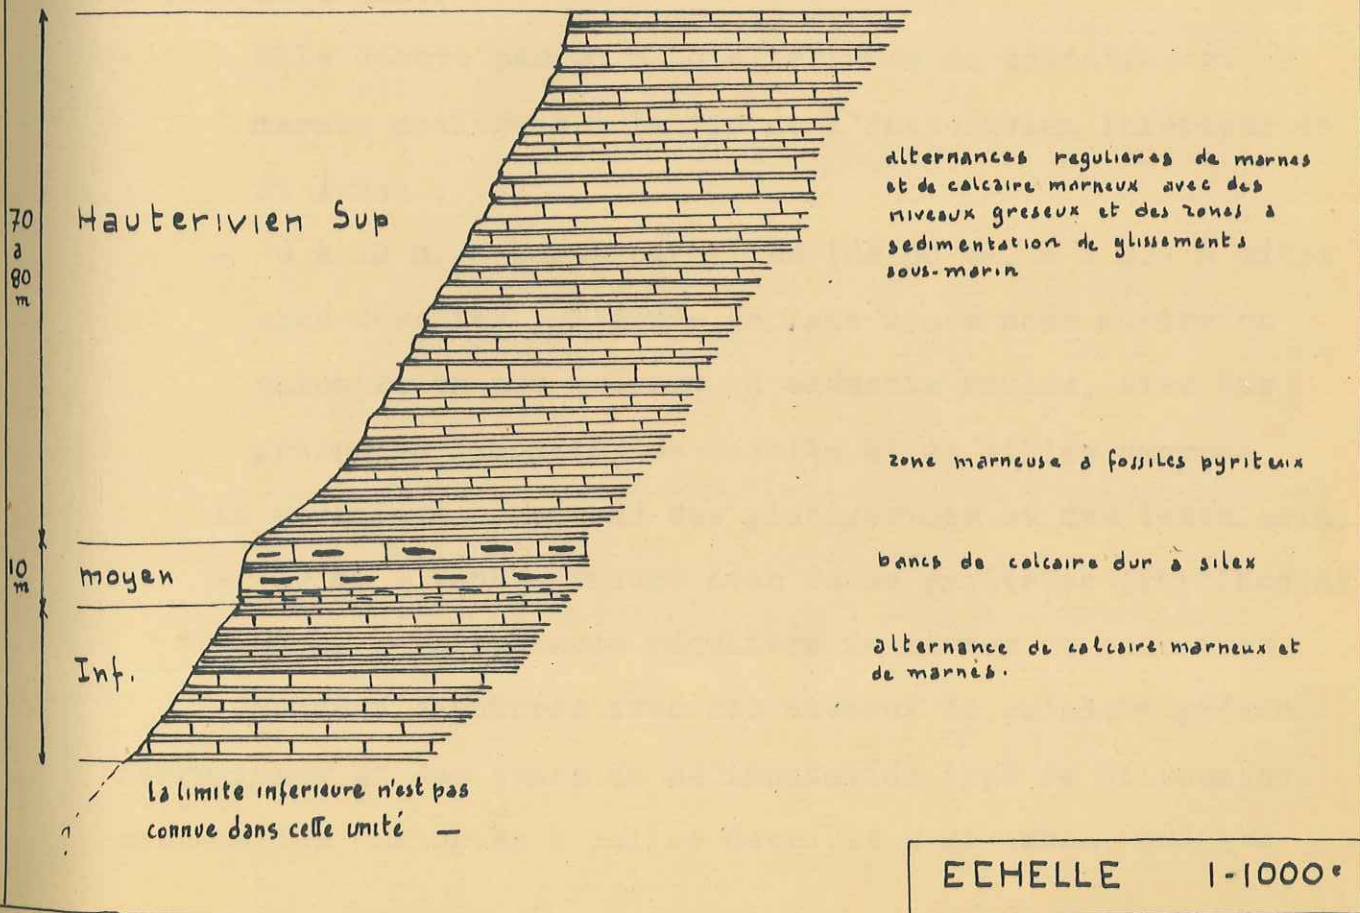 70
à
80
m
Hauterivien Sup
alternances regulieres de marnes
et de calcaire marneux avec des
niveaux greseux et des zones a
sedimentation de glissements
sous-marin
zone marneuse à fossiles pyriteux
10
m
moyen
bancs de calcaire dur à silex
Inf.
alternance de calcaire marneux et
de marnes.
La limite inferieure n'est pas
connue dans cette unité —
?
ECHELLE 1-1000e